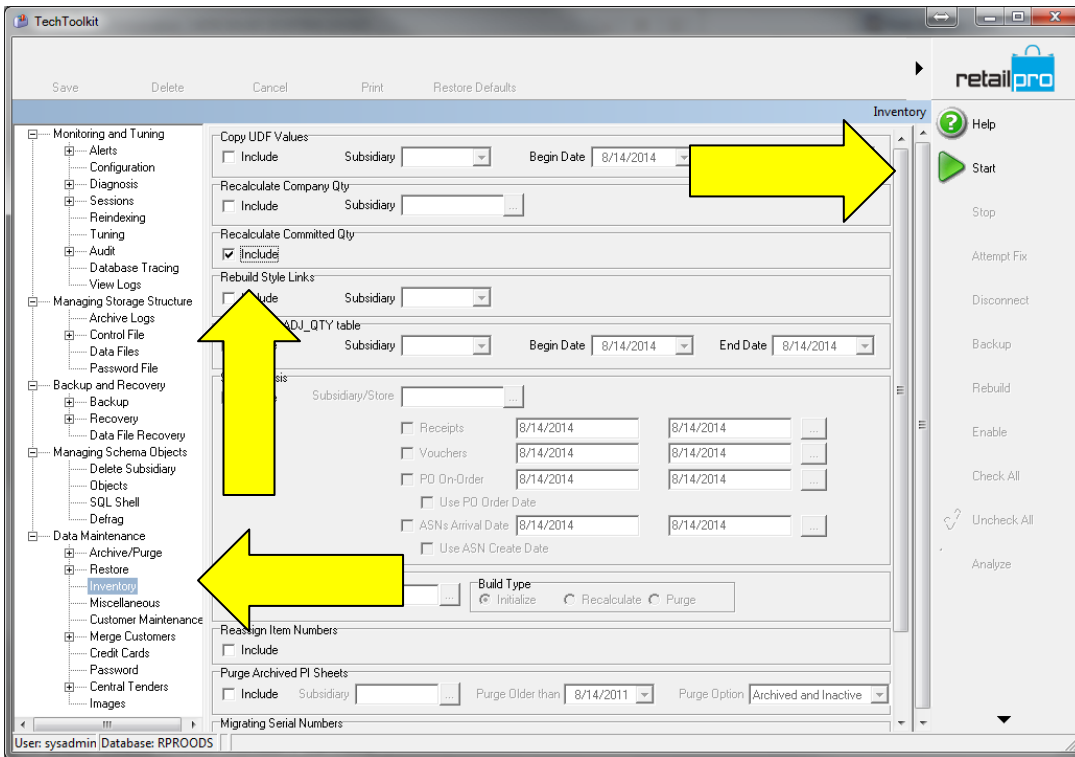 TechToolkit
Save Delete Cancel Print Restore Defaults
retail pro
Inventory
Monitoring and Tuning
Alerts
Configuration
Diagnosis
Sessions
Reindexing
Tuning
Audit
Database Tracing
View Logs
Managing Storage Structure
Archive Logs
Control File
Data Files
Password File
Backup and Recovery
Backup
Recovery
Data File Recovery
Managing Schema Objects
Delete Subsidiary
Objects
SQL Shell
Defrag
Data Maintenance
Archive/Purge
Restore
Inventory
Miscellaneous
Customer Maintenance
Merge Customers
Credit Cards
Password
Central Tenders
Images
Copy UDF Values
Include Subsidiary Begin Date 8/14/2014
Recalculate Company Qty
Include Subsidiary ...
Recalculate Committed Qty
Include
Rebuild Style Links
Subsidiary
ADJ_QTY table
Subsidiary Begin Date 8/14/2014 End Date 8/14/2014
Subsidiary/Store ...
Receipts 8/14/2014 8/14/2014 ...
Vouchers 8/14/2014 8/14/2014 ...
PO On-Order 8/14/2014 8/14/2014 ...
Use PO Order Date
ASNs Arrival Date 8/14/2014 8/14/2014 ...
Use ASN Create Date
... Build Type
Initialize Recalculate Purge
Reassign Item Numbers
Include
Purge Archived PI Sheets
Include Subsidiary ... Purge Older than 8/14/2011 Purge Option Archived and Inactive
Migrating Serial Numbers
Help
Start
Stop
Attempt Fix
Disconnect
Backup
Rebuild
Enable
Check All
Uncheck All
Analyze
User: sysadmin Database: RPROODS